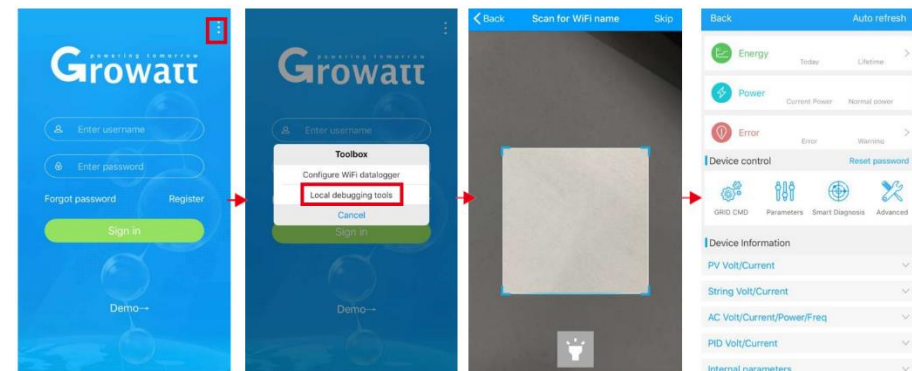 powering tomorrow
Growatt
Enter username
Enter password
Forgot password Register
Sign in
Demo→
powering tomorrow
Growatt
Enter username
Toolbox
Configure WiFi datalogger
Local debugging tools
Cancel
Sign in
Demo→
Back Scan for WiFi name Skip
Back Auto refresh
Energy Today Lifetime
Power Current Power Normal power
Error Error Warning
Device control Reset password
GRID CMD Parameters Smart Diagnosis Advanced
Device Information
PV Volt/Current
String Volt/Current
AC Volt/Current/Power/Freq
PID Volt/Current
Internal parameters